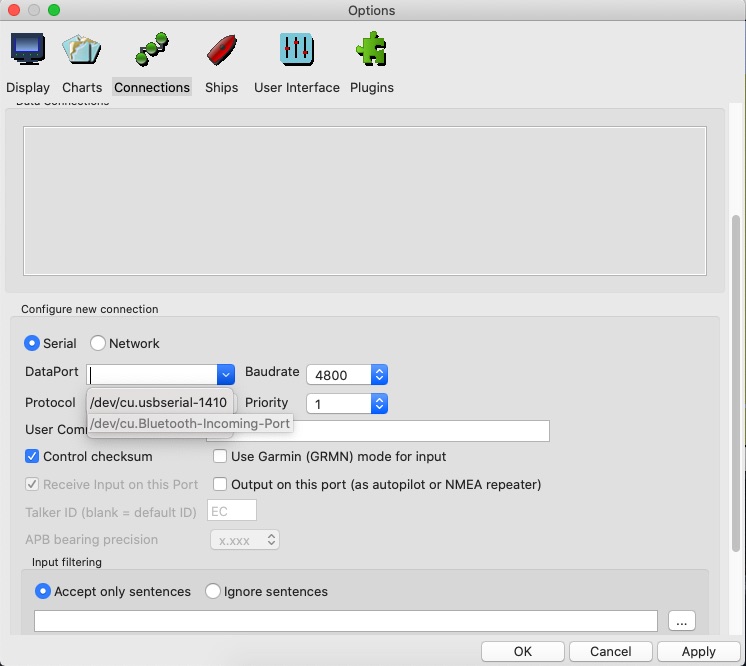 Options
Display Charts Connections Ships User Interface Plugins
Data Connections
Configure new connection
Serial Network
DataPort Baudrate 4800
Protocol /dev/cu.usbserial-1410 Priority 1
/dev/cu.Bluetooth-Incoming-Port
User Com
Control checksum Use Garmin (GRMN) mode for input
Receive Input on this Port Output on this port (as autopilot or NMEA repeater)
Talker ID (blank = default ID) EC
APB bearing precision x.xxx
Input filtering
Accept only sentences Ignore sentences
...
OK Cancel Apply